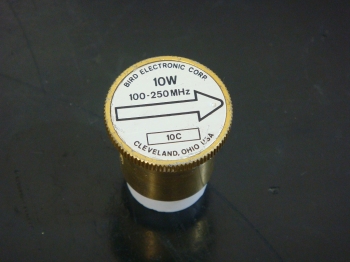 BIRD ELECTRONIC CORP
10W
100-250MHz
10C
CLEVELAND, OHIO USA